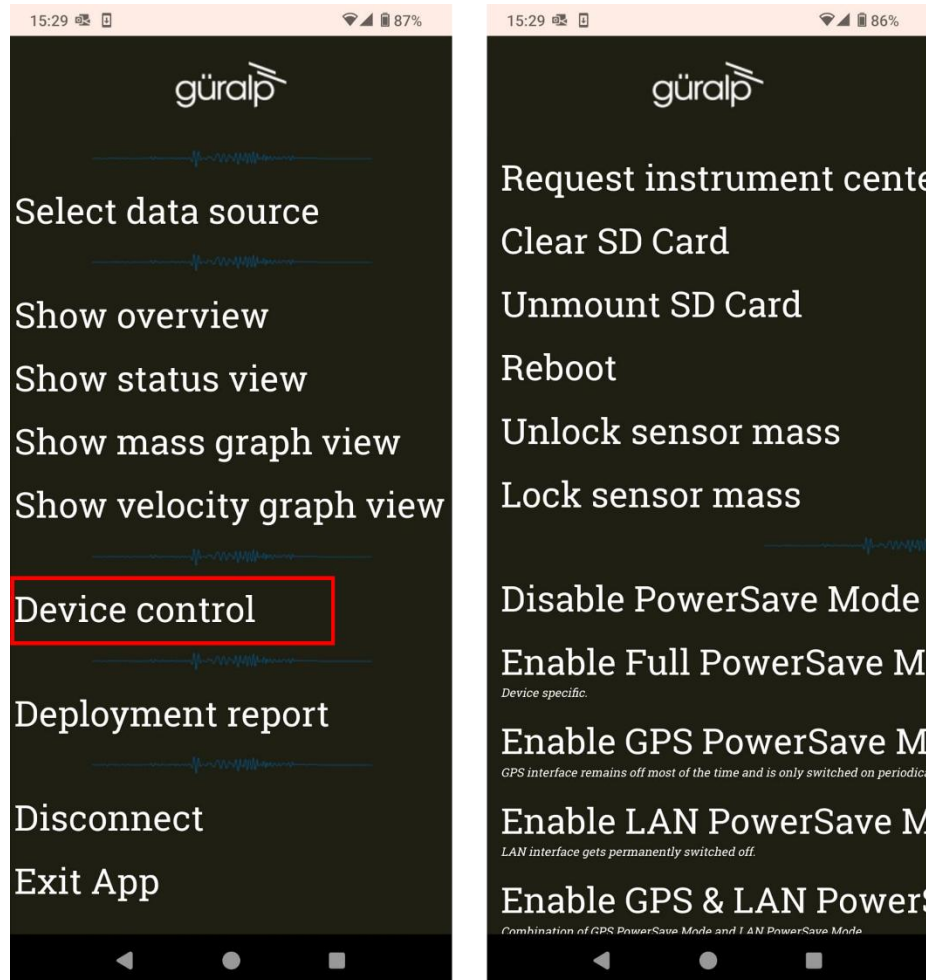 15:29 87%
güralp
Select data source
Show overview
Show status view
Show mass graph view
Show velocity graph view
Device control
Deployment report
Disconnect
Exit App
15:29 86%
güralp
Request instrument cente
Clear SD Card
Unmount SD Card
Reboot
Unlock sensor mass
Lock sensor mass
Disable PowerSave Mode
Enable Full PowerSave M
Device specific.
Enable GPS PowerSave M
GPS interface remains off most of the time and is only switched on periodica
Enable LAN PowerSave M
LAN interface gets permanently switched off.
Enable GPS & LAN PowerS
Combination of GPS PowerSave Mode and LAN PowerSave Mode